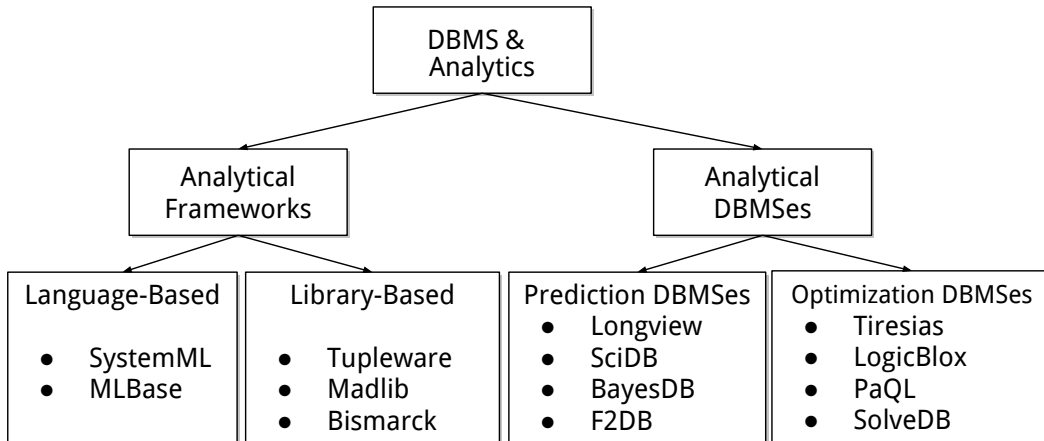 DBMS &
Analytics
Analytical
Frameworks
Analytical
DBMSes
Language-Based
● SystemML
● MLBase
Library-Based
● Tupleware
● Madlib
● Bismarck
Prediction DBMSes
● Longview
● SciDB
● BayesDB
● F2DB
Optimization DBMSes
● Tiresias
● LogicBlox
● PaQL
● SolveDB